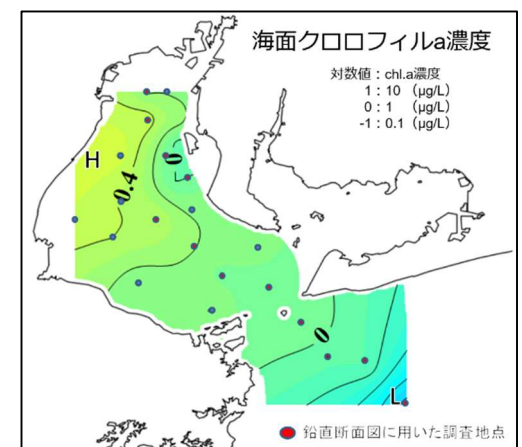 海面クロロフィルa濃度
対数値：chl.a濃度
1：10 （μg/L）
0：1 （μg/L）
-1：0.1 （μg/L）
H
0
0.4
0
L
鉛直断面図に用いた調査地点